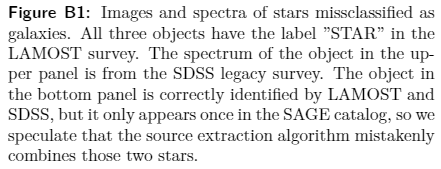 Figure B1: Images and spectra of stars missclassified as
galaxies. All three objects have the label ”STAR” in the
LAMOST survey. The spectrum of the object in the up-
per panel is from the SDSS legacy survey. The object in
the bottom panel is correctly identified by LAMOST and
SDSS, but it only appears once in the SAGE catalog, so we
speculate that the source extraction algorithm mistakenly
combines those two stars.